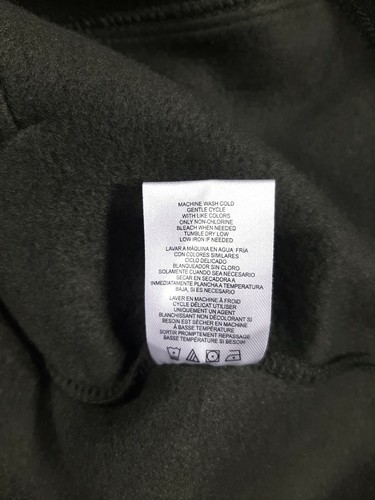 MACHINE WASH COLD
GENTLE CYCLE
WITH LIKE COLORS
ONLY NON-CHLORINE
BLEACH WHEN NEEDED
TUMBLE DRY LOW
LOW IRON IF NEEDED
LAVAR A MÁQUINA EN AGUA FRÍA
CON COLORES SIMILARES
CICLO DELICADO
BLANQUEADOR SIN CLORO
SOLAMENTE CUANDO SEA NECESARIO
SECAR EN SECADORA A
INMEDIATAMENTE PLANCHA A TEMPERATURA
BAJA, SI ES NECESARIO
LAVER EN MACHINE À FROID
CYCLE DÉLICAT UTILISER
UNIQUEMENT UN AGENT
BLANCHISSANT NON DÉCOLORANT SI
BESOIN EST SÉCHER EN MACHINE
À BASSE TEMPÉRATURE
SORTIR PROMPTEMENT REPASSAGE
BASSE TEMPÉRATURE SI BESOIN